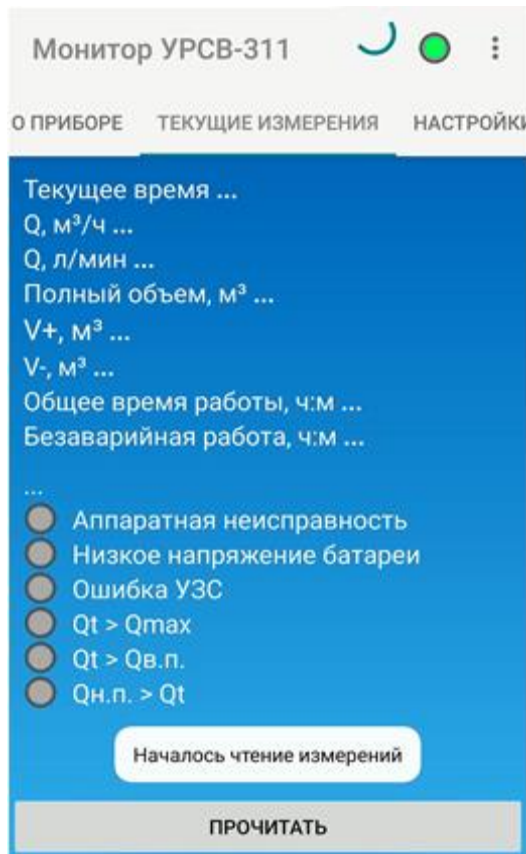 Монитор УРСВ-311
О ПРИБОРЕ ТЕКУЩИЕ ИЗМЕРЕНИЯ НАСТРОЙКИ
Текущее время ...
Q, м³/ч ...
Q, л/мин ...
Полный объем, м³ ...
V+, м³ ...
V-, м³ ...
Общее время работы, ч:м ...
Безаварийная работа, ч:м ...
...
Аппаратная неисправность
Низкое напряжение батареи
Ошибка УЗС
Qt > Qmax
Qt > Qв.п.
Qн.п. > Qt
Началось чтение измерений
ПРОЧИТАТЬ